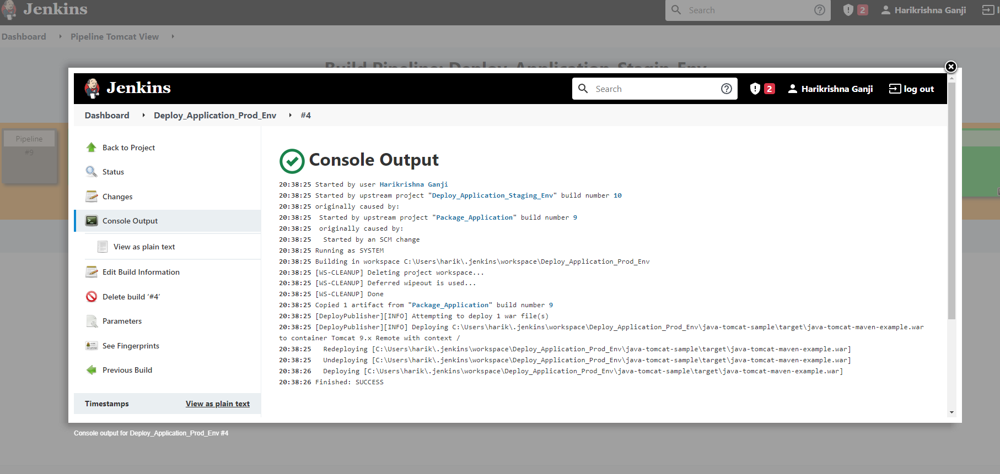 Jenkins
Search
2
Harikrishna Ganji
Dashboard
Pipeline Tomcat View
Build Pipeline: Deploy_Application_Stagin_Env
Pipeline
#9
Jenkins
Search
2
Harikrishna Ganji
log out
Dashboard
Deploy_Application_Prod_Env
#4
Back to Project
Status
Changes
Console Output
View as plain text
Edit Build Information
Delete build ‘#4’
Parameters
See Fingerprints
Previous Build
Timestamps
View as plain text
Console Output
20:38:25 Started by user Harikrishna Ganji
20:38:25 Started by upstream project "Deploy_Application_Staging_Env" build number 10
20:38:25 originally caused by:
20:38:25  Started by upstream project "Package_Application" build number 9
20:38:25  originally caused by:
20:38:25   Started by an SCM change
20:38:25 Running as SYSTEM
20:38:25 Building in workspace C:\Users\harik\.jenkins\workspace\Deploy_Application_Prod_Env
20:38:25 [WS-CLEANUP] Deleting project workspace...
20:38:25 [WS-CLEANUP] Deferred wipeout is used...
20:38:25 [WS-CLEANUP] Done
20:38:25 Copied 1 artifact from "Package_Application" build number 9
20:38:25 [DeployPublisher][INFO] Attempting to deploy 1 war file(s)
20:38:25 [DeployPublisher][INFO] Deploying C:\Users\harik\.jenkins\workspace\Deploy_Application_Prod_Env\java-tomcat-sample\target\java-tomcat-maven-example.war
to container Tomcat 9.x Remote with context /
20:38:25   Redeploying [C:\Users\harik\.jenkins\workspace\Deploy_Application_Prod_Env\java-tomcat-sample\target\java-tomcat-maven-example.war]
20:38:25   Undeploying [C:\Users\harik\.jenkins\workspace\Deploy_Application_Prod_Env\java-tomcat-sample\target\java-tomcat-maven-example.war]
20:38:26   Deploying [C:\Users\harik\.jenkins\workspace\Deploy_Application_Prod_Env\java-tomcat-sample\target\java-tomcat-maven-example.war]
20:38:26 Finished: SUCCESS
Console output for Deploy_Application_Prod_Env #4